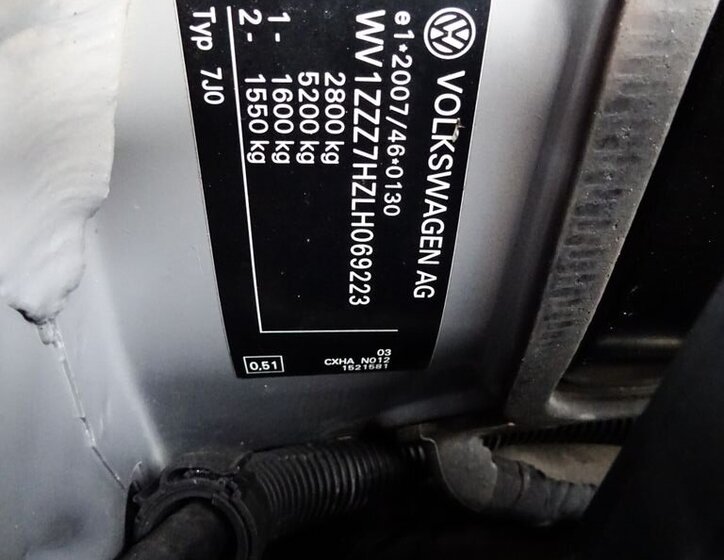 VOLKSWAGEN AG
e1*2007/46*0130
WV1ZZZ7HZLH069223
2800 kg
5200 kg
1 - 1600 kg
2 - 1550 kg
Typ 7J0
03
CXHA N012
1521581
0.51